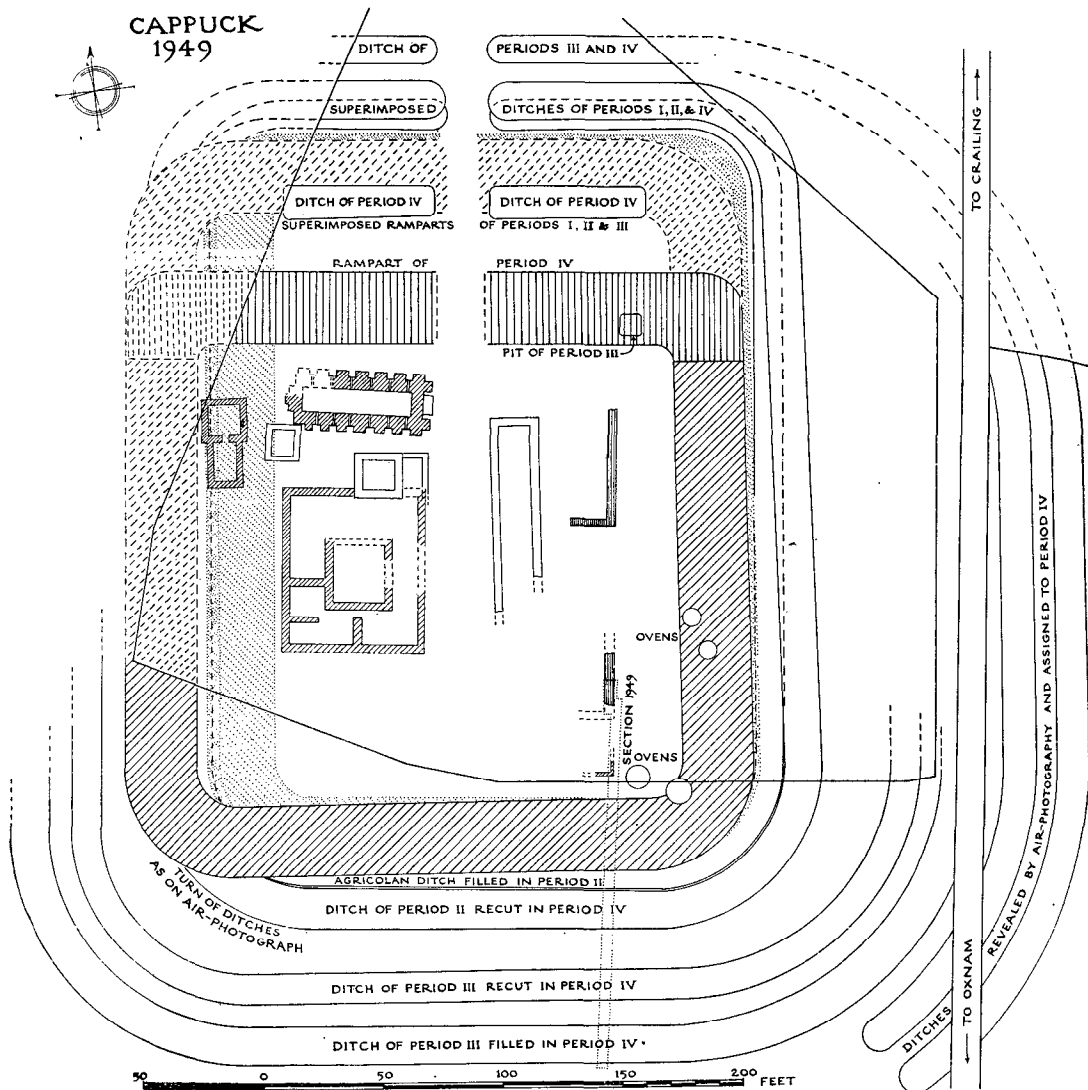 CAPPUCK
1949
DITCH OF PERIODS III AND IV
SUPERIMPOSED DITCHES OF PERIODS I, II, & IV
DITCH OF PERIOD IV DITCH OF PERIOD IV
SUPERIMPOSED RAMPARTS OF PERIODS I, II & III
RAMPART OF PERIOD IV
PIT OF PERIOD III
TO CRAILING
OVENS
SECTION 1949
OVENS
AGRICOLAN DITCH FILLED IN PERIOD II
TURN OF DITCHES
AS ON AIR-PHOTOGRAPH
DITCH OF PERIOD II RECUT IN PERIOD IV
DITCH OF PERIOD III RECUT IN PERIOD IV
DITCH OF PERIOD III FILLED IN PERIOD IV.
TO OXNAM
DITCHES REVEALED BY AIR-PHOTOGRAPHY AND ASSIGNED TO PERIOD IV
50 0 50 100 150 200 FEET